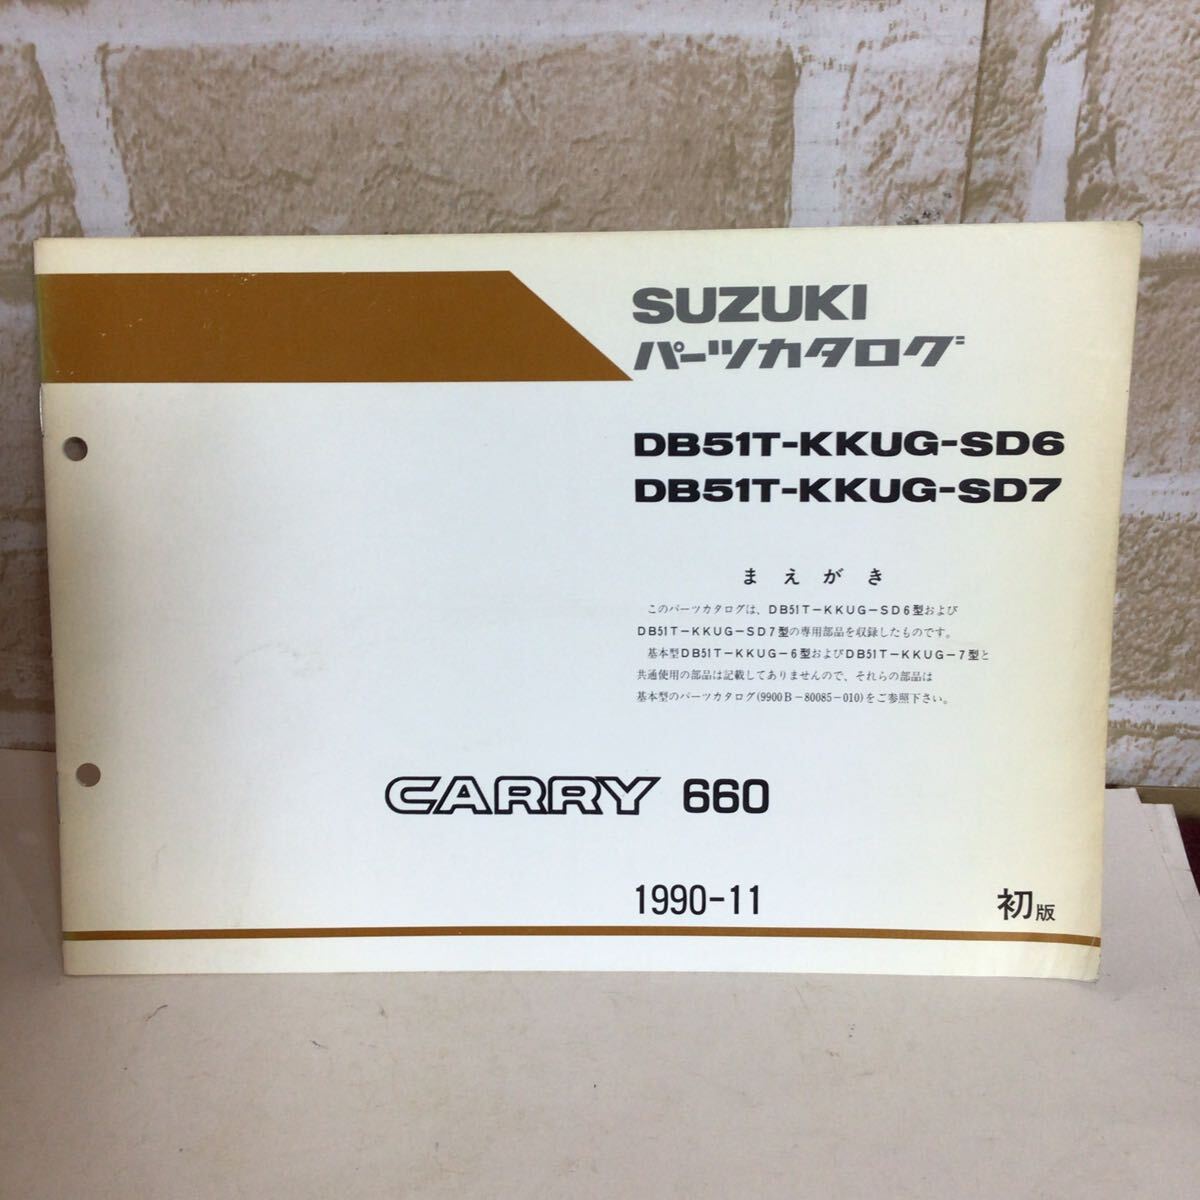 SUZUKI
パーツカタログ
DB51T-KKUG-SD6
DB51T-KKUG-SD7
まえがき
このパーツカタログは、DB51T-KKUG-SD6型および
DB51T-KKUG-SD7型の専用部品を収録したものです。
基本型DB51T-KKUG-6型およびDB51T-KKUG-7型と
共通使用の部品は記載してありませんので、それらの部品は
基本型のパーツカタログ(9900B-80085-010)をご参照下さい。
CARRY 660
1990-11 初版